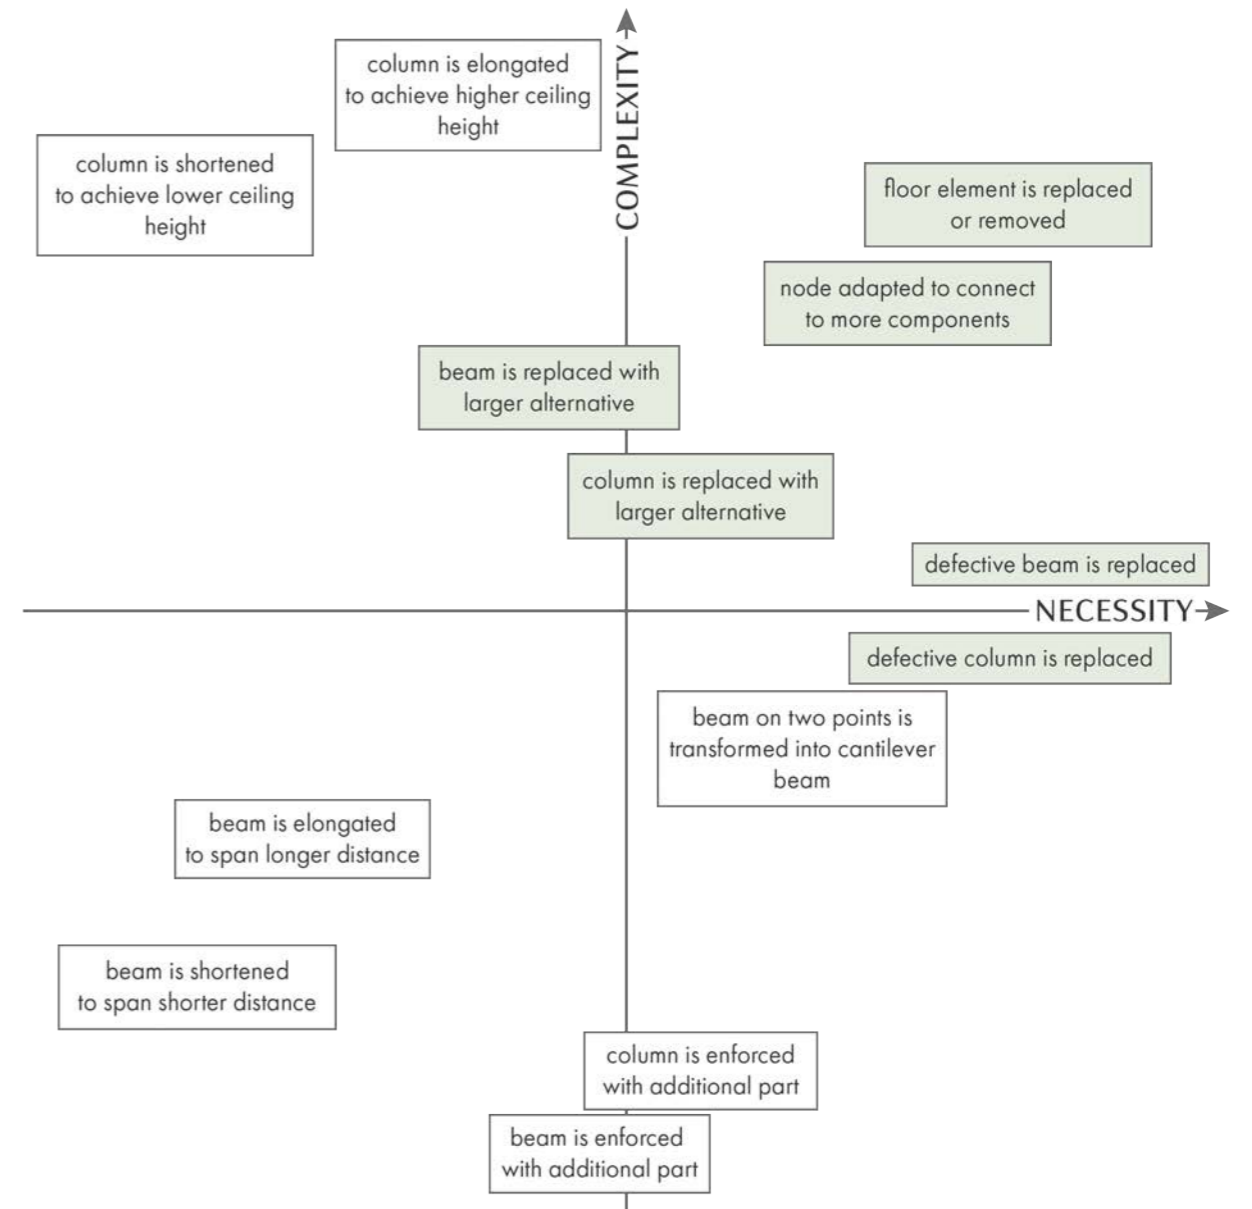 COMPLEXITY
column is elongated
to achieve higher ceiling
height
column is shortened
to achieve lower ceiling
height
floor element is replaced
or removed
node adapted to connect
to more components
beam is replaced with
larger alternative
column is replaced with
larger alternative
defective beam is replaced
NECESSITY
defective column is replaced
beam on two points is
transformed into cantilever
beam
beam is elongated
to span longer distance
beam is shortened
to span shorter distance
column is enforced
with additional part
beam is enforced
with additional part